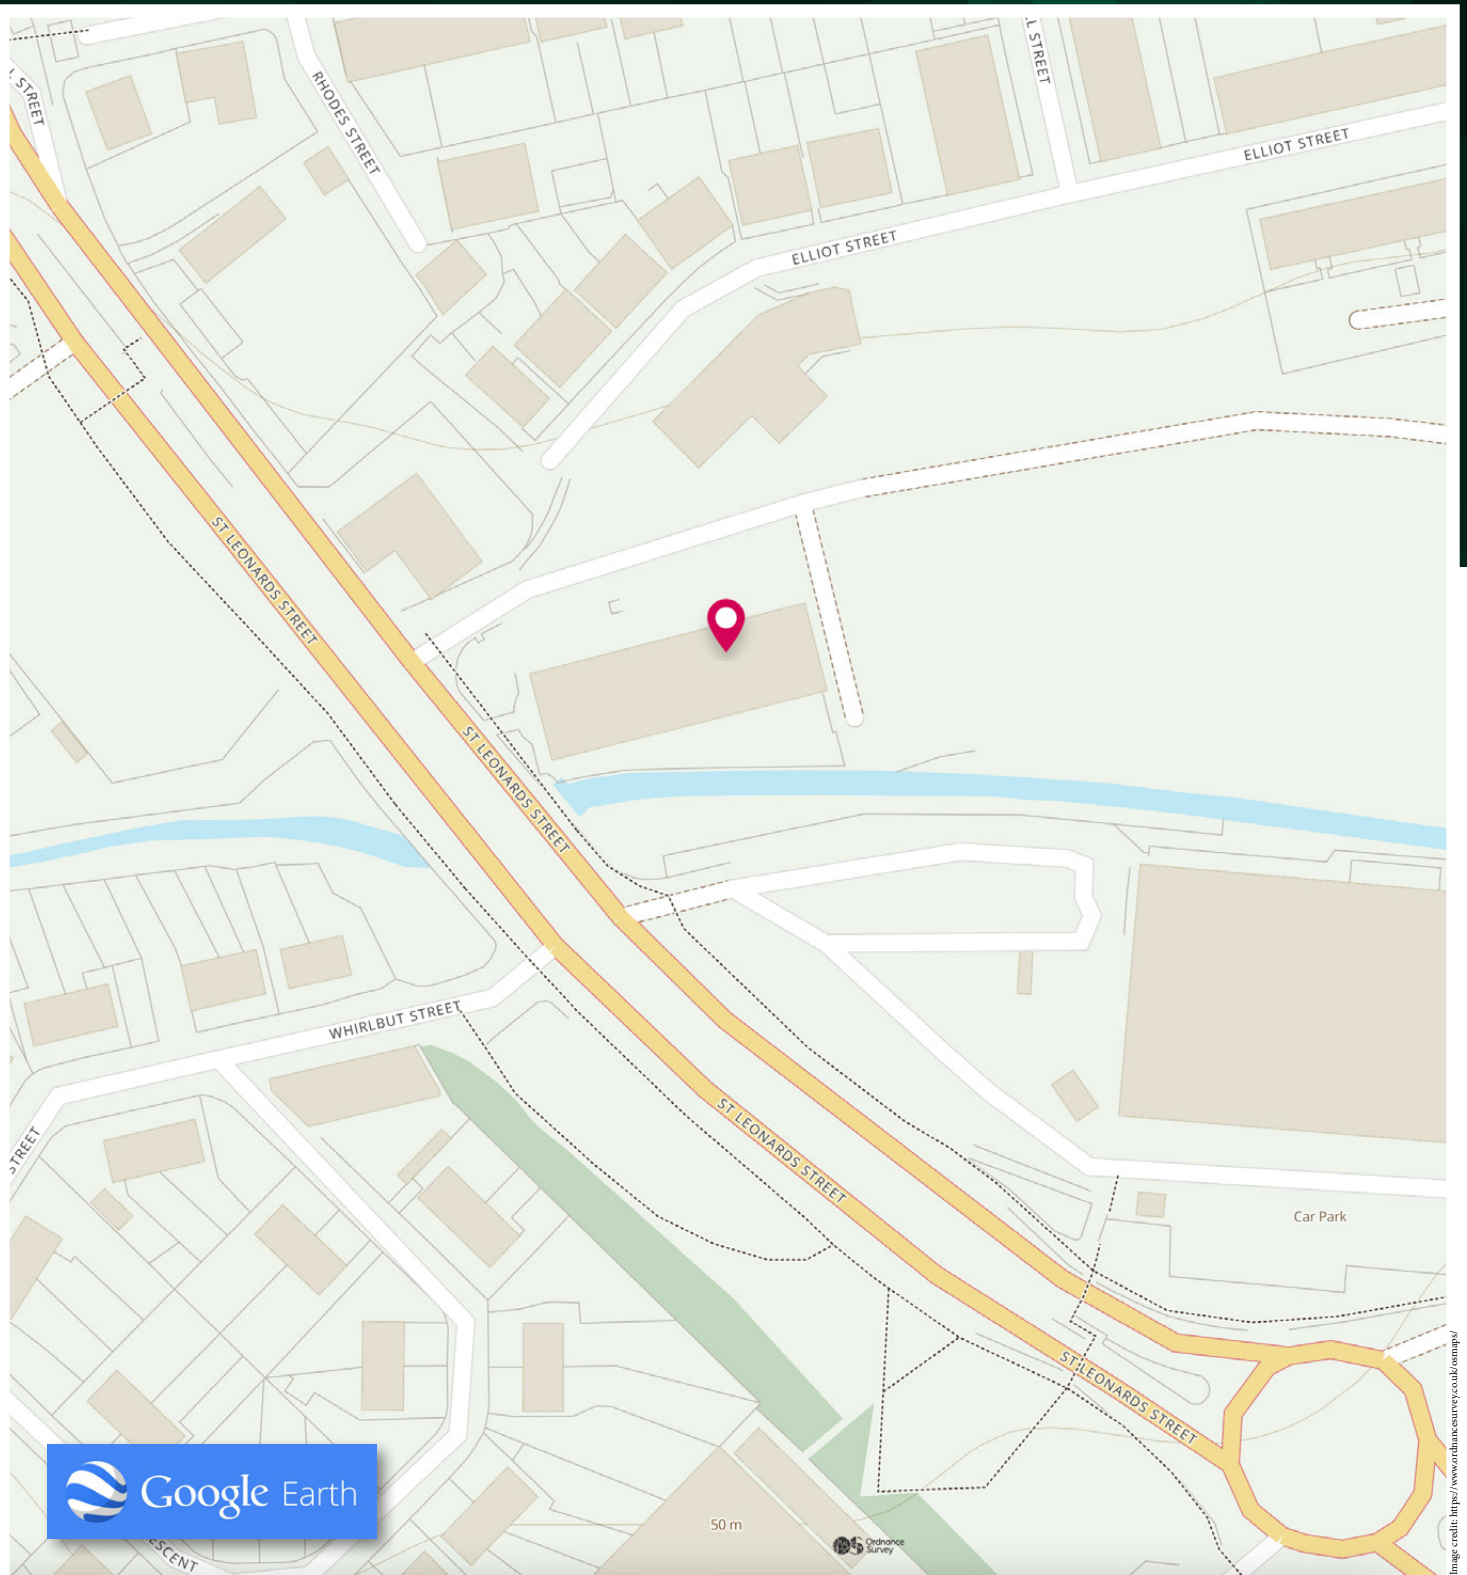 L STREET
RHODES STREET
L STREET
ELLIOT STREET
ELLIOT STREET
ST LEONARDS STREET
ST LEONARDS STREET
WHIRLBUT STREET
STREET
ST LEONARDS STREET
Car Park
ST LEONARDS STREET
Google Earth
50 m
Ordnance
Survey
ESCENT
Image credit: https://www.ordnancesurvey.co.uk/osmaps/